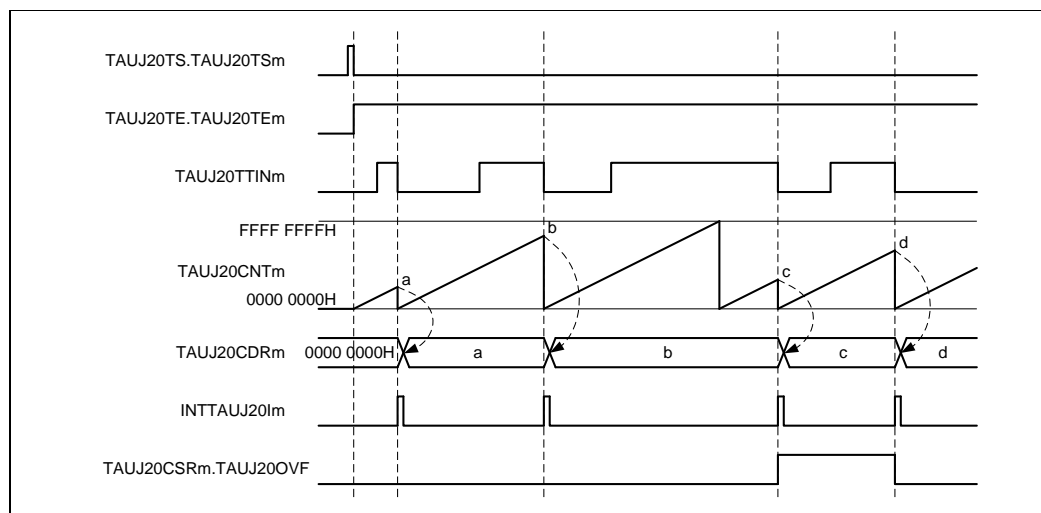 TAUJ20TS.TAUJ20TSm
TAUJ20TE.TAUJ20TEm
TAUJ20TTINm
FFFF FFFFH
b
d
TAUJ20CNTm
a
c
0000 0000H
TAUJ20CDRm 0000 0000H a b c d
INTTAUJ20Im
TAUJ20CSRm.TAUJ20OVF